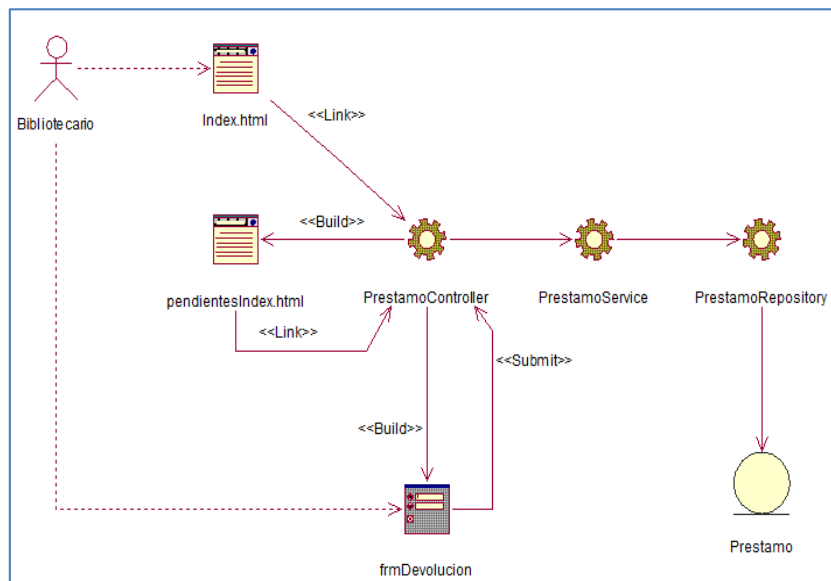 Bibliotecario
Index.html
<<Link>>
<<Build>>
pendientesIndex.html
PrestamoController
PrestamoService
PrestamoRepository
<<Link>>
<<Submit>>
<<Build>>
frmDevolucion
Prestamo